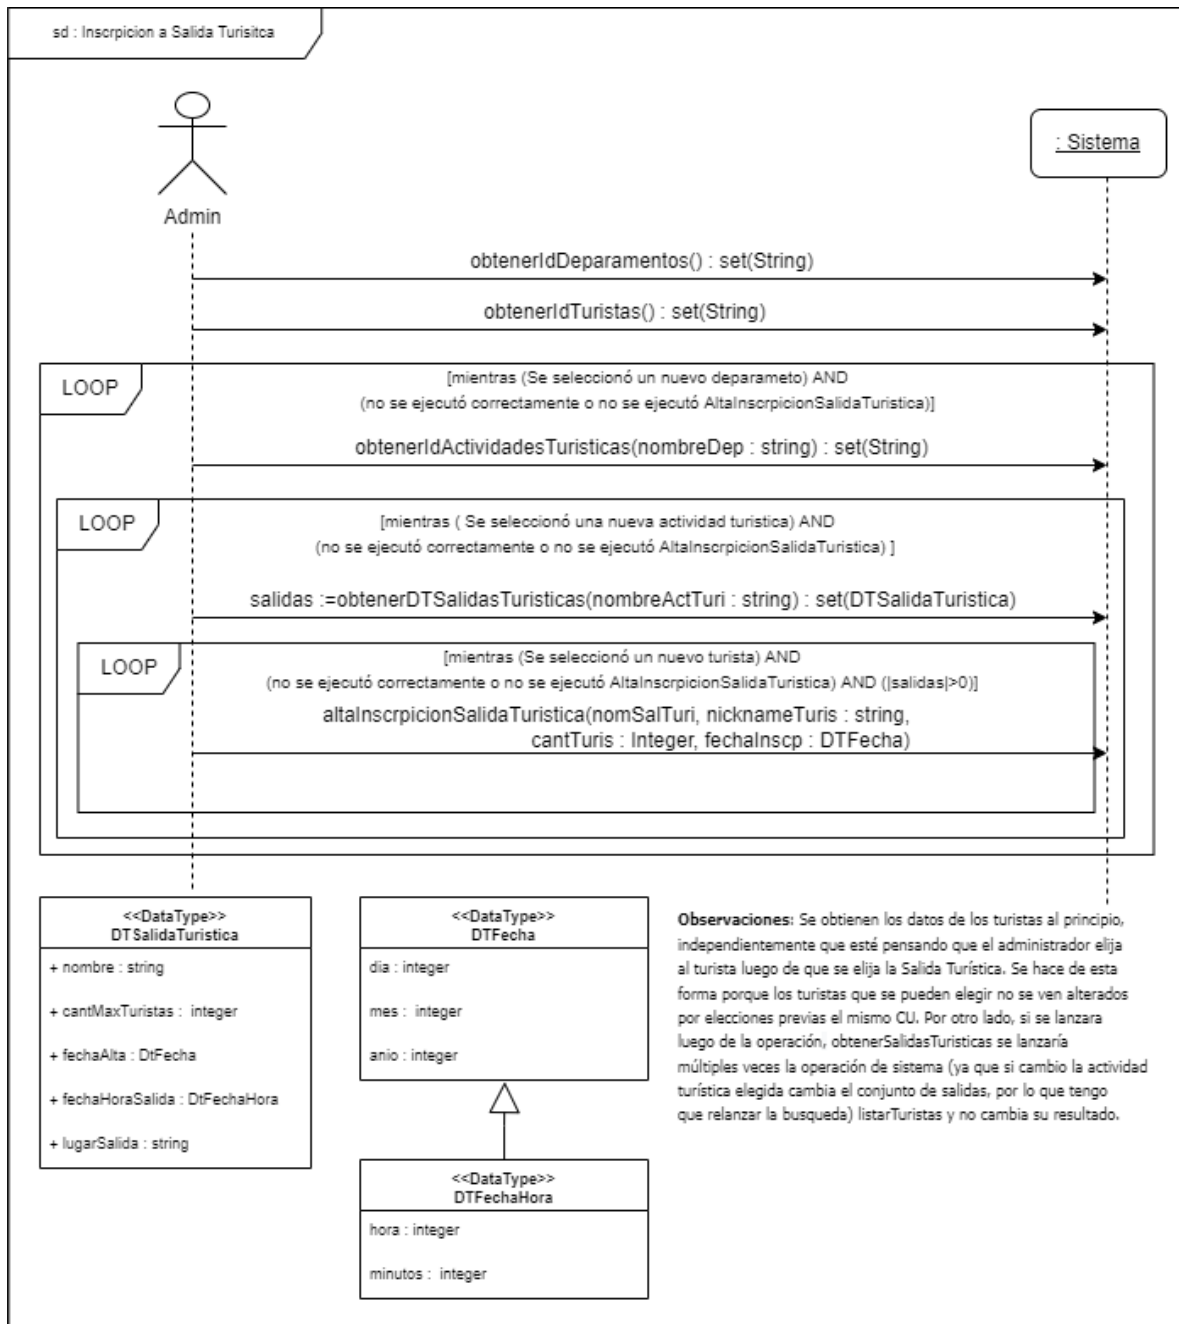 sd : Inscrpicion a Salida Turisitca
: Sistema
Admin
obtenerIdDeparamentos() : set(String)
obtenerIdTuristas() : set(String)
LOOP
[mientras (Se seleccionó un nuevo deparameto) AND
(no se ejecutó correctamente o no se ejecutó AltaInscrpicionSalidaTuristica)]
obtenerIdActividadesTuristicas(nombreDep : string) : set(String)
LOOP
[mientras ( Se seleccionó una nueva actividad turistica) AND
(no se ejecutó correctamente o no se ejecutó AltaInscrpicionSalidaTuristica) ]
salidas :=obtenerDTSalidasTuristicas(nombreActTuri : string) : set(DTSalidaTuristica)
LOOP
[mientras (Se seleccionó un nuevo turista) AND
(no se ejecutó correctamente o no se ejecutó AltaInscrpicionSalidaTuristica) AND (|salidas|>0)]
altaInscrpicionSalidaTuristica(nomSalTuri, nicknameTuris : string,
cantTuris : Integer, fechaInscp : DTFecha)
<<DataType>>
DTSalidaTuristica
+ nombre : string
+ cantMaxTuristas :  integer
+ fechaAlta : DtFecha
+ fechaHoraSalida : DtFechaHora
+ lugarSalida : string
<<DataType>>
DTFecha
dia : integer
mes : integer
anio : integer
<<DataType>>
DTFechaHora
hora : integer
minutos :  integer
Observaciones: Se obtienen los datos de los turistas al principio,
independientemente que esté pensando que el administrador elija
al turista luego de que se elija la Salida Turística. Se hace de esta
forma porque los turistas que se pueden elegir no se ven alterados
por elecciones previas el mismo CU. Por otro lado, si se lanzara
luego de la operación, obtenerSalidasTuristicas se lanzaría
múltiples veces la operación de sistema (ya que si cambio la actividad
turística elegida cambia el conjunto de salidas, por lo que tengo
que relanzar la busqueda) listarTuristas y no cambia su resultado.